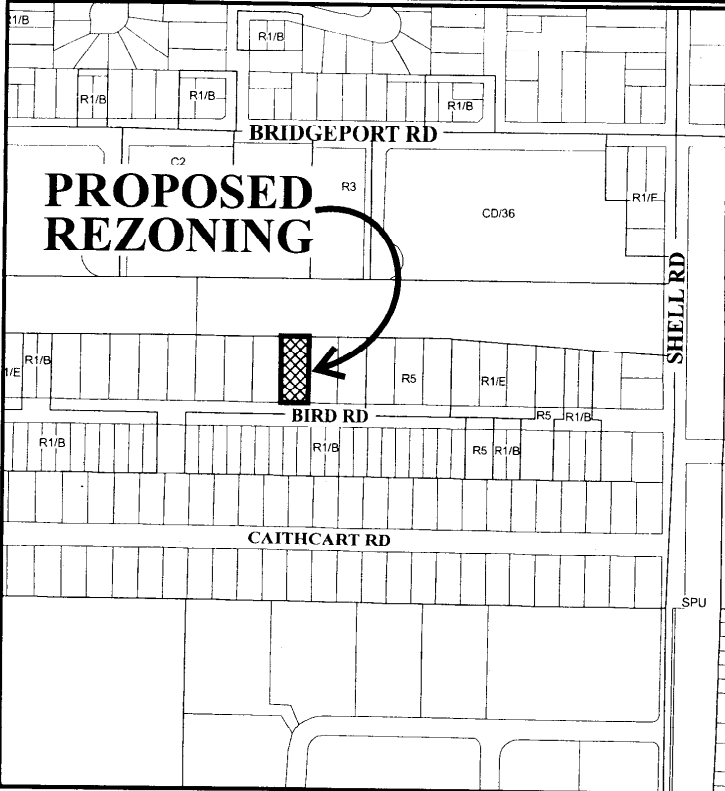 R1/B
R1/B
R1/B
R1/B
R1/B
BRIDGEPORT RD
C2
PROPOSED
REZONING
R3
CD/36
R1/E
SHELL RD
1/E
R1/B
R5
R1/E
BIRD RD
R5
R1/B
R1/B
R1/B
R5
R1/B
CAITHCART RD
SPU